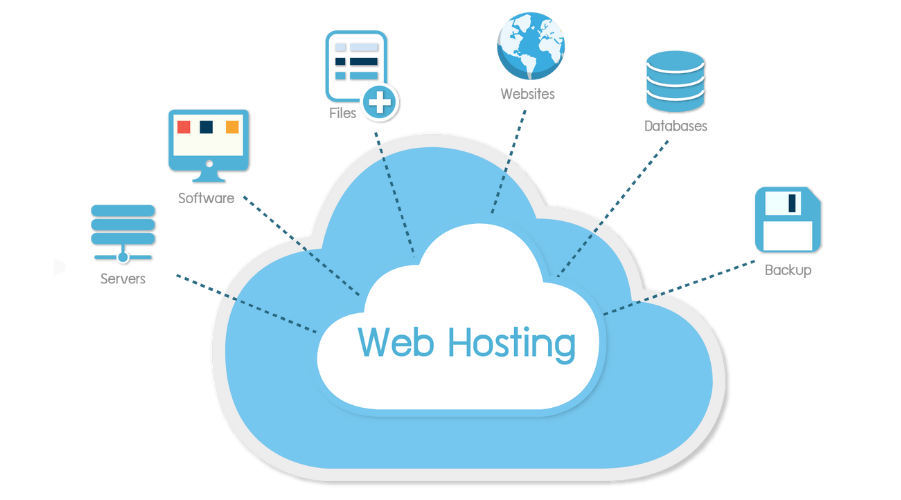 Websites
Files
Databases
Software
Servers
Backup
Web Hosting